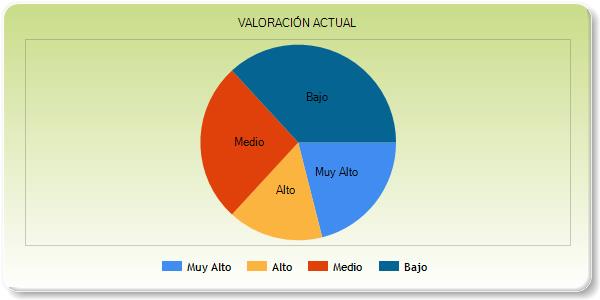 VALORACIÓN ACTUAL
Bajo
Medio
Muy Alto
Alto
Muy Alto Alto Medio Bajo